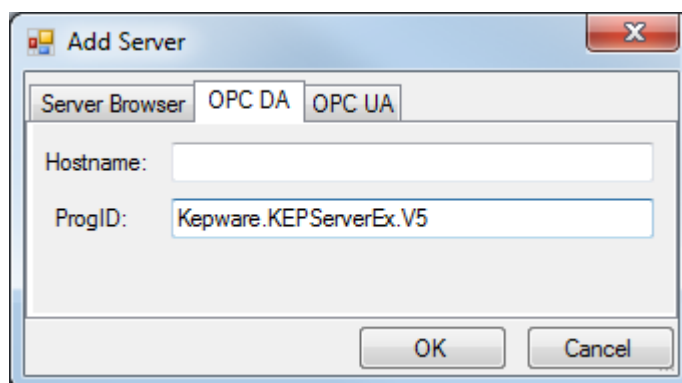 Add Server
Server Browser OPC DA OPC UA
Hostname:
ProgID: Kepware.KEPServerEx.V5
OK Cancel